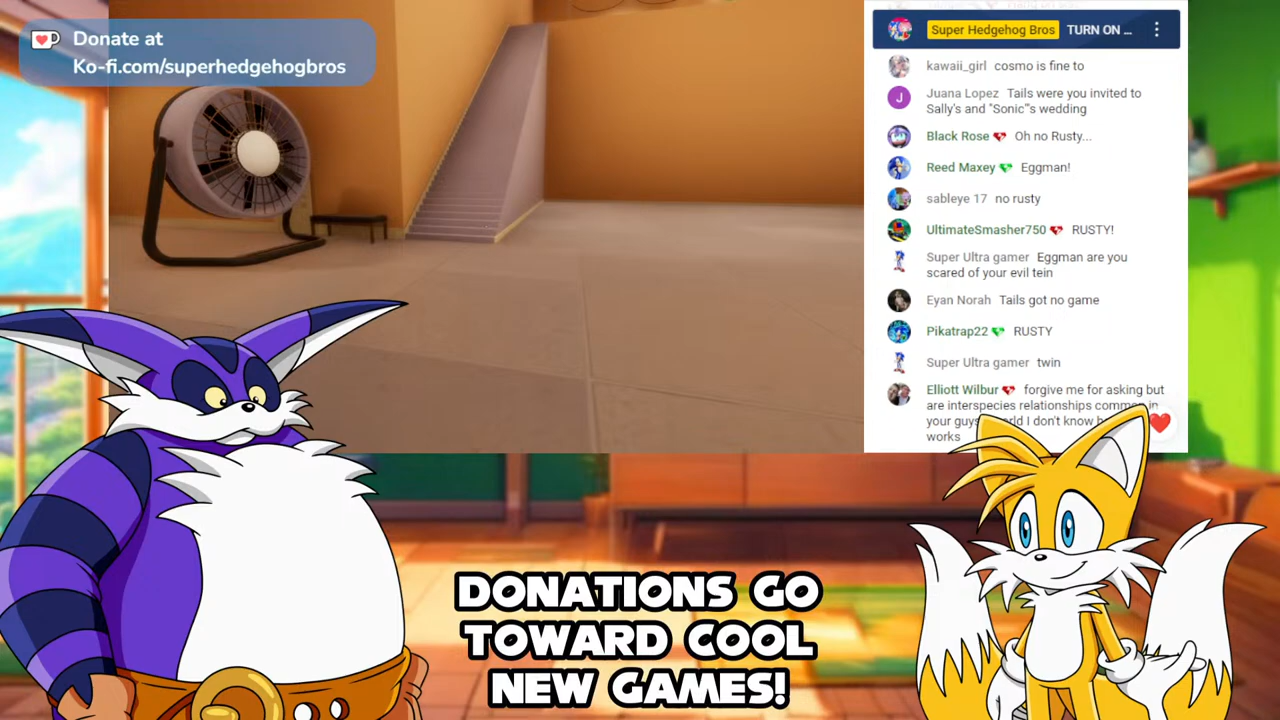 Donate at
Ko-fi.com/superhedgehogbros
Super Hedgehog Bros TURN ON ...
kawaii_girl cosmo is fine to
Juana Lopez Tails were you invited to
Sally's and "Sonic"'s wedding
Black Rose Oh no Rusty...
Reed Maxey Eggman!
sableye 17 no rusty
UltimateSmasher750 RUSTY!
Super Ultra gamer Eggman are you
scared of your evil tein
Eyan Norah Tails got no game
Pikatrap22 RUSTY
Super Ultra gamer twin
Elliott Wilbur forgive me for asking but
are interspecies relationships common in
your guys I don't know
works
DONATIONS GO
TOWARD COOL
NEW GAMES!